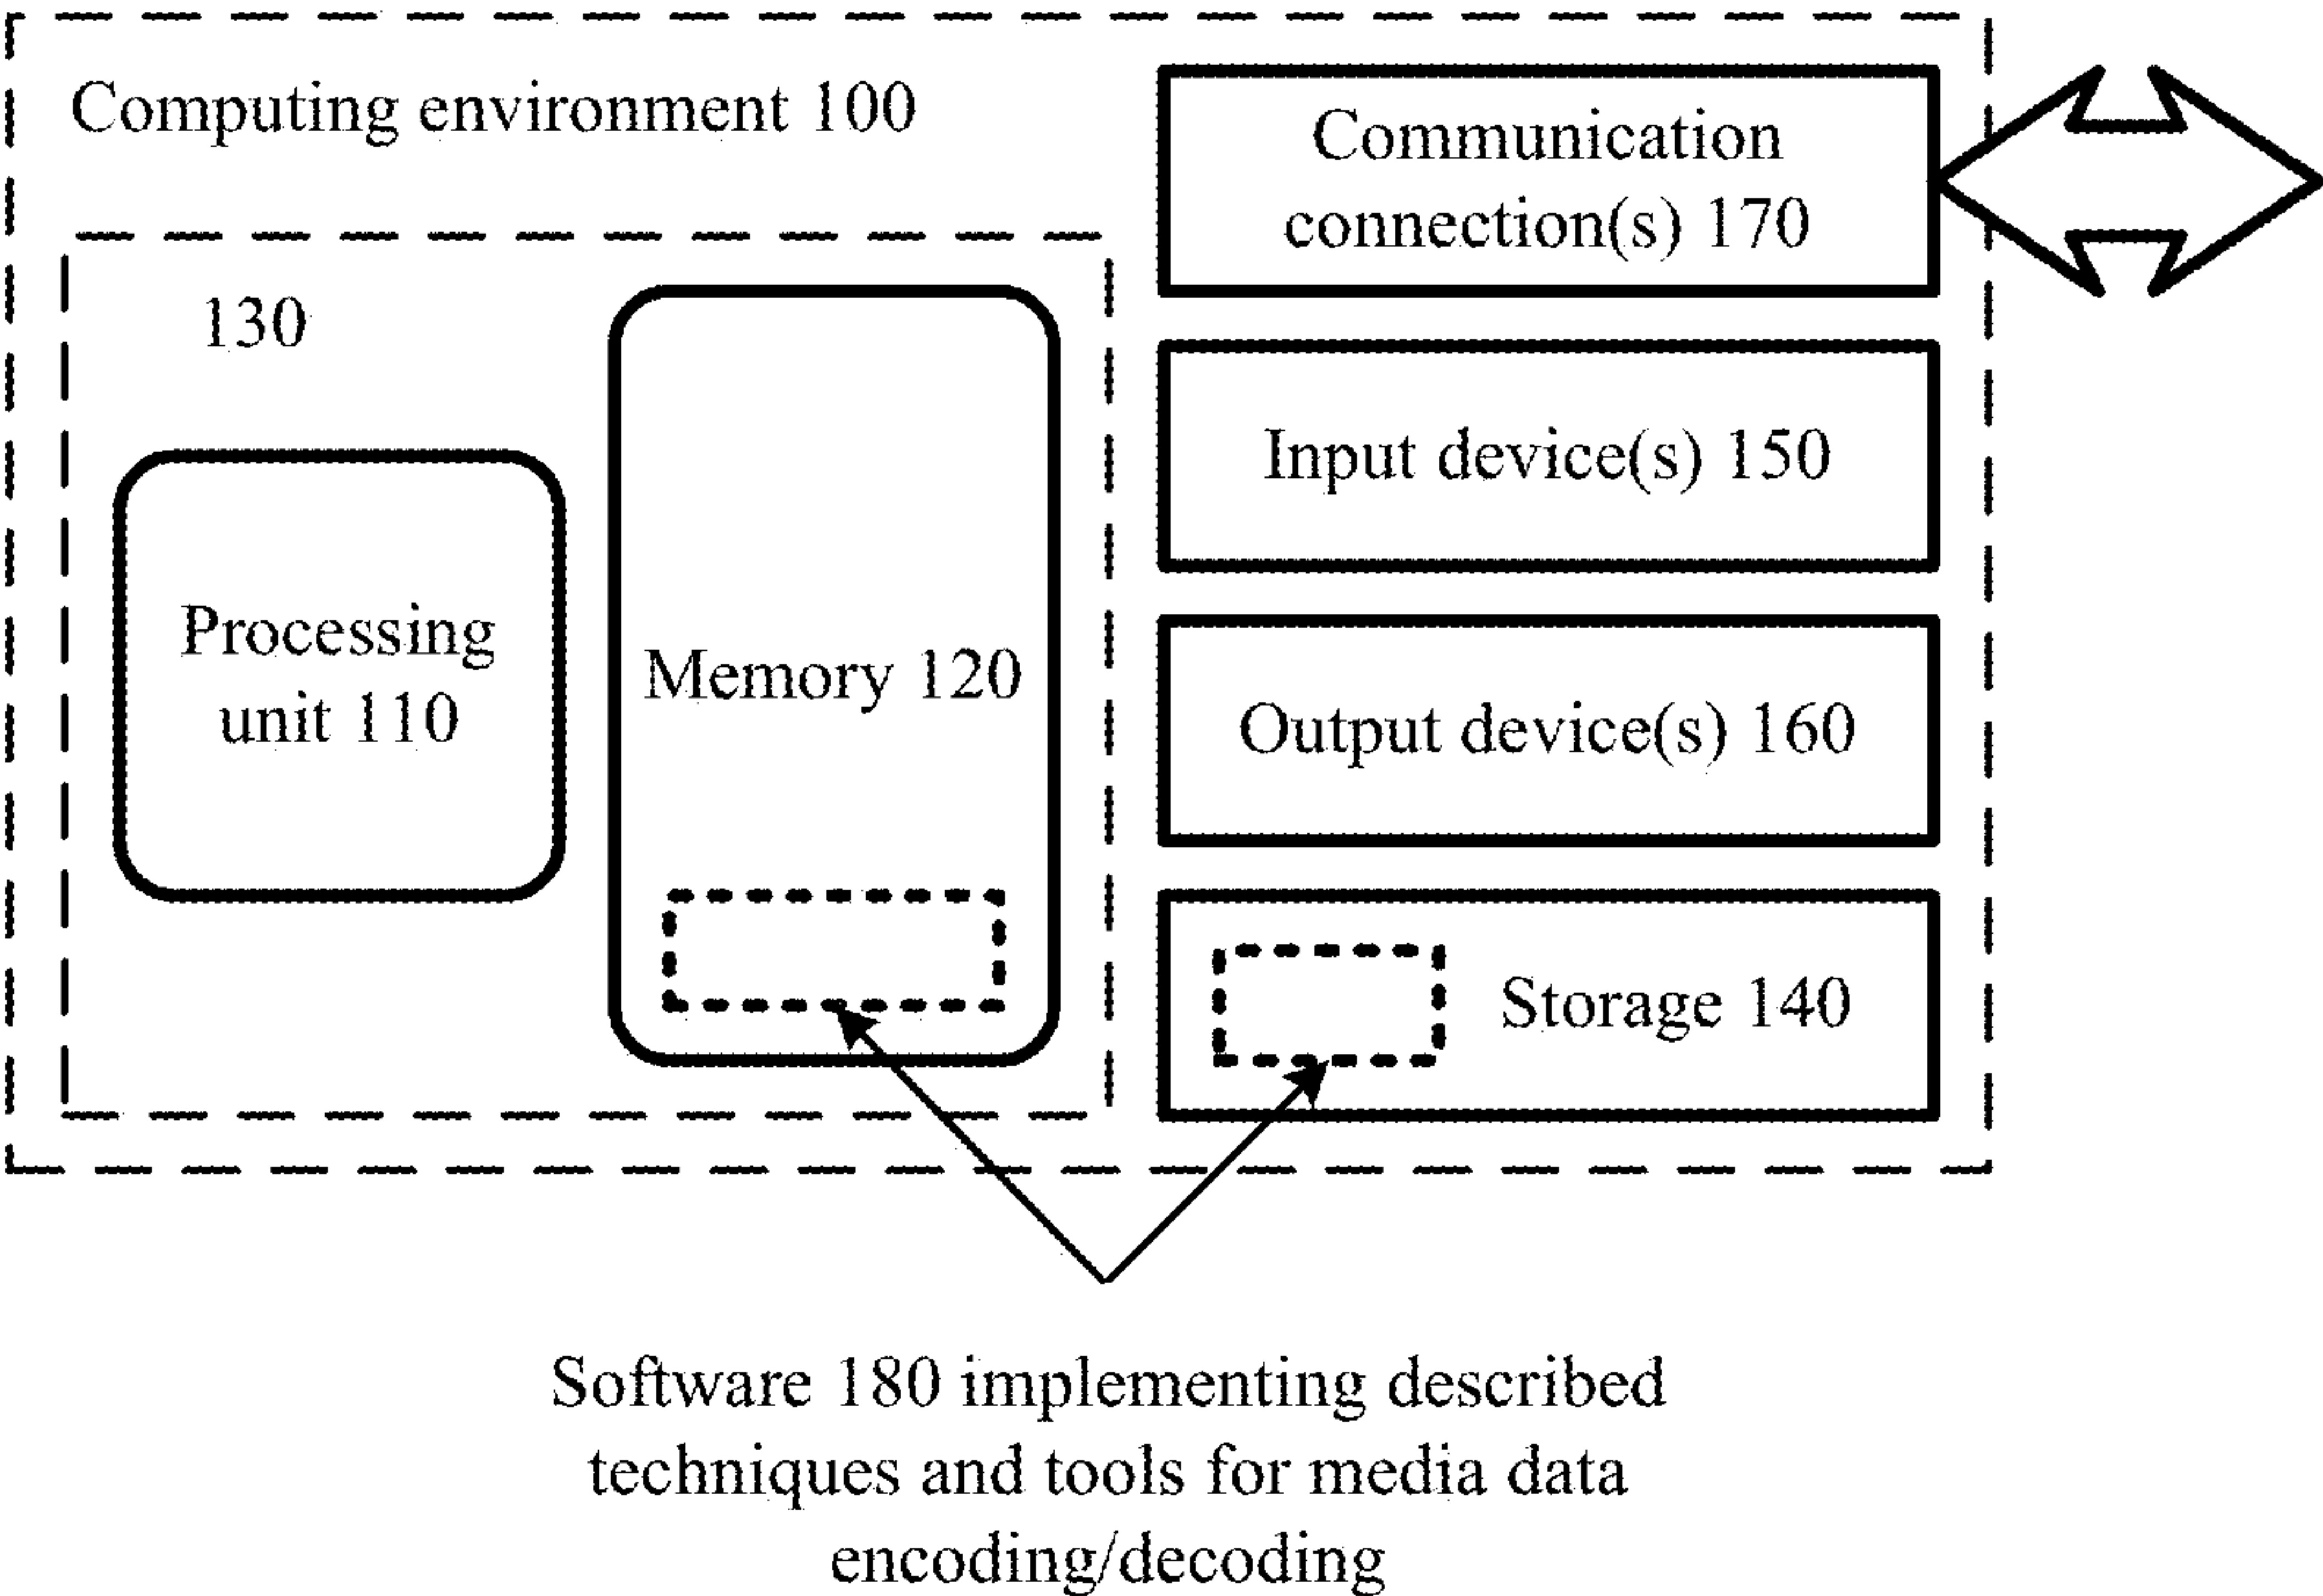 Computing environment 100
Communication
connection(s) 170
130
Input device(s) 150
Processing
unit 110
Memory 120
Output device(s) 160
Storage 140
Software 180 implementing described
techniques and tools for media data
encoding/decoding